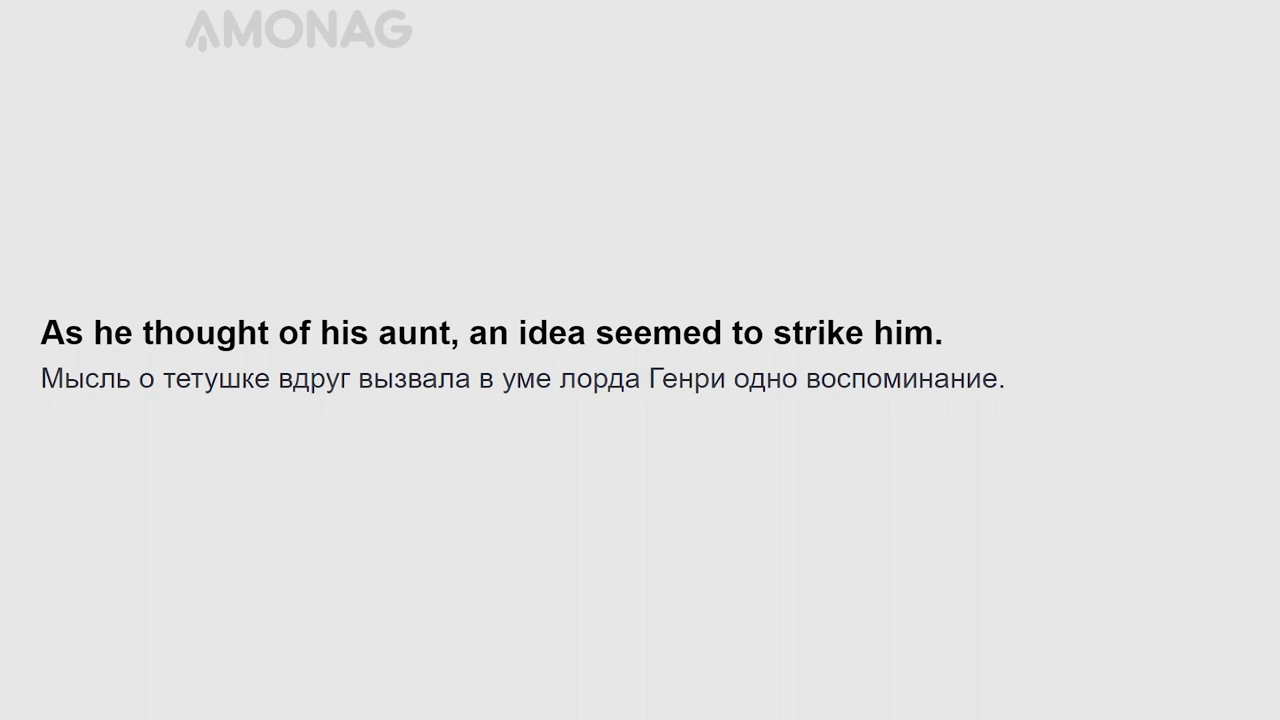 AMONAG
As he thought of his aunt, an idea seemed to strike him.
Мысль о тетушке вдруг вызвала в уме лорда Генри одно воспоминание.